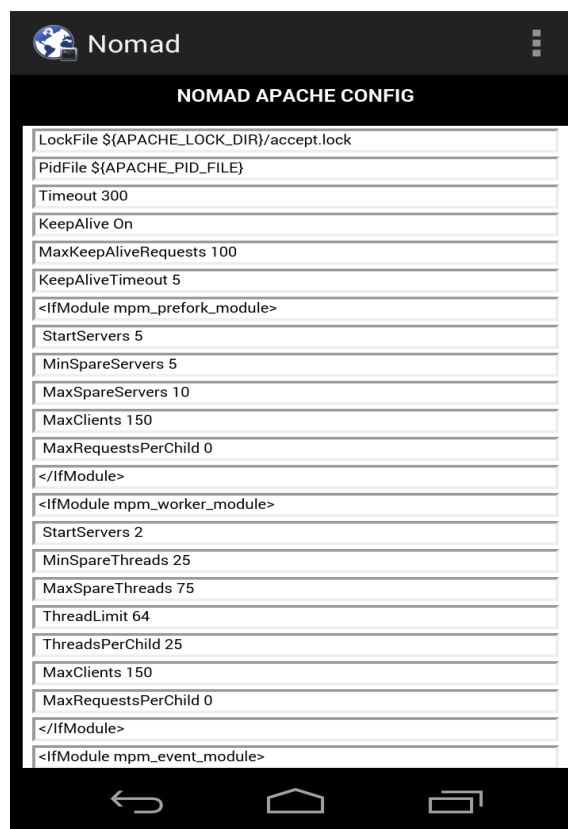 Nomad
NOMAD APACHE CONFIG
LockFile ${APACHE_LOCK_DIR}/accept.lock
PidFile ${APACHE_PID_FILE}
Timeout 300
KeepAlive On
MaxKeepAliveRequests 100
KeepAliveTimeout 5
<IfModule mpm_prefork_module>
StartServers 5
MinSpareServers 5
MaxSpareServers 10
MaxClients 150
MaxRequestsPerChild 0
</IfModule>
<IfModule mpm_worker_module>
StartServers 2
MinSpareThreads 25
MaxSpareThreads 75
ThreadLimit 64
ThreadsPerChild 25
MaxClients 150
MaxRequestsPerChild 0
</IfModule>
<IfModule mpm_event_module>